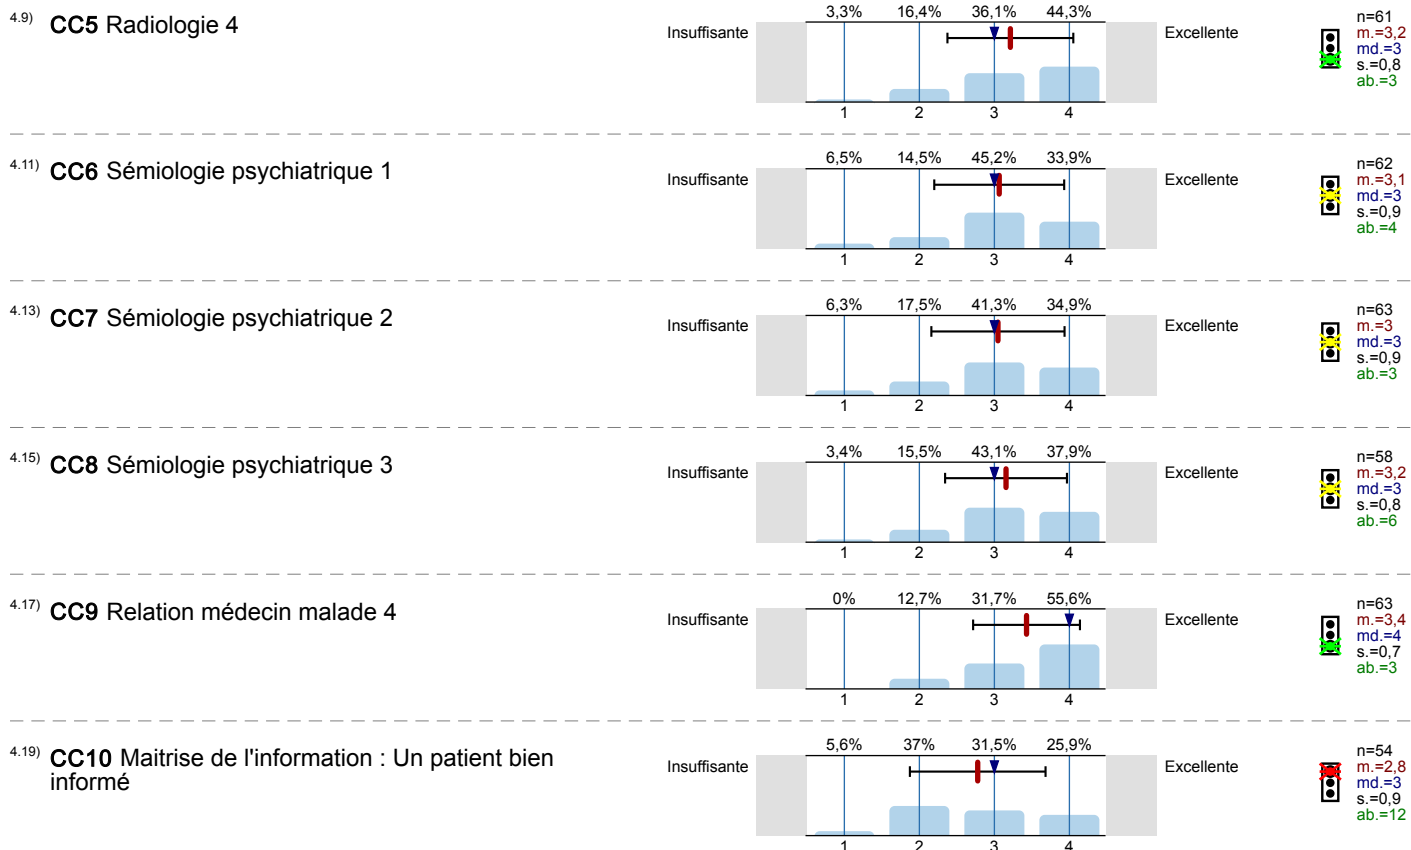 4.9) CC5 Radiologie 4
3,3% 16,4% 36,1% 44,3%
Insuffisante Excellente
1 2 3 4
n=61
m.=3,2
md.=3
s.=0,8
ab.=3
4.11) CC6 Sémiologie psychiatrique 1
6,5% 14,5% 45,2% 33,9%
Insuffisante Excellente
1 2 3 4
n=62
m.=3,1
md.=3
s.=0,9
ab.=4
4.13) CC7 Sémiologie psychiatrique 2
6,3% 17,5% 41,3% 34,9%
Insuffisante Excellente
1 2 3 4
n=63
m.=3
md.=3
s.=0,9
ab.=3
4.15) CC8 Sémiologie psychiatrique 3
3,4% 15,5% 43,1% 37,9%
Insuffisante Excellente
1 2 3 4
n=58
m.=3,2
md.=3
s.=0,8
ab.=6
4.17) CC9 Relation médecin malade 4
0% 12,7% 31,7% 55,6%
Insuffisante Excellente
1 2 3 4
n=63
m.=3,4
md.=4
s.=0,7
ab.=3
4.19) CC10 Maitrise de l'information : Un patient bien
informé
5,6% 37% 31,5% 25,9%
Insuffisante Excellente
1 2 3 4
n=54
m.=2,8
md.=3
s.=0,9
ab.=12